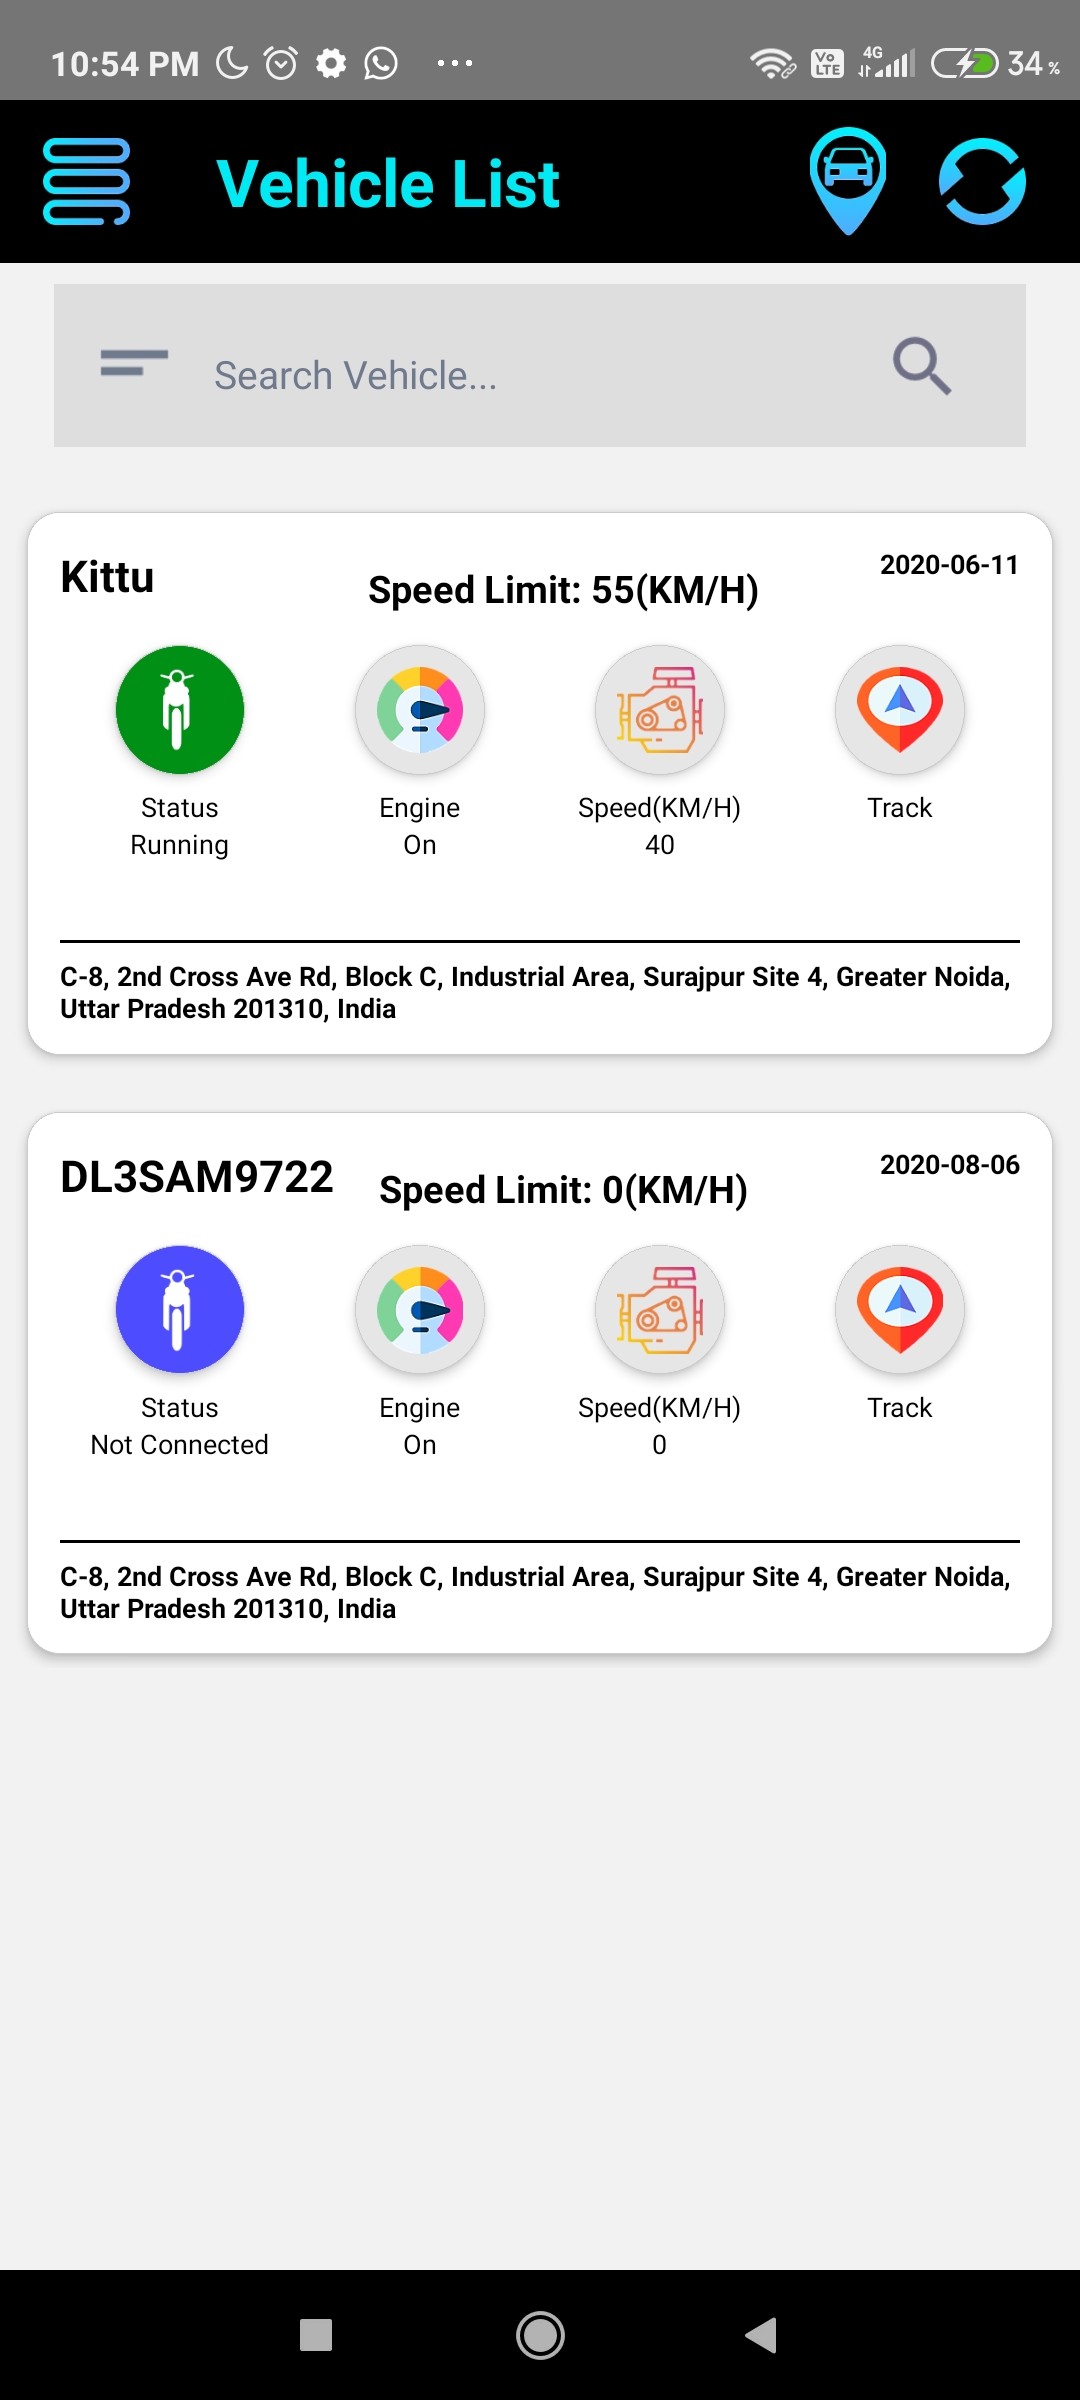 10:54 PM ... Vo LTE 4G 34 %
Vehicle List
Search Vehicle...
Kittu Speed Limit: 55(KM/H) 2020-06-11
Status Engine Speed(KM/H) Track
Running On 40
C-8, 2nd Cross Ave Rd, Block C, Industrial Area, Surajpur Site 4, Greater Noida,
Uttar Pradesh 201310, India
DL3SAM9722 Speed Limit: 0(KM/H) 2020-08-06
Status Engine Speed(KM/H) Track
Not Connected On 0
C-8, 2nd Cross Ave Rd, Block C, Industrial Area, Surajpur Site 4, Greater Noida,
Uttar Pradesh 201310, India